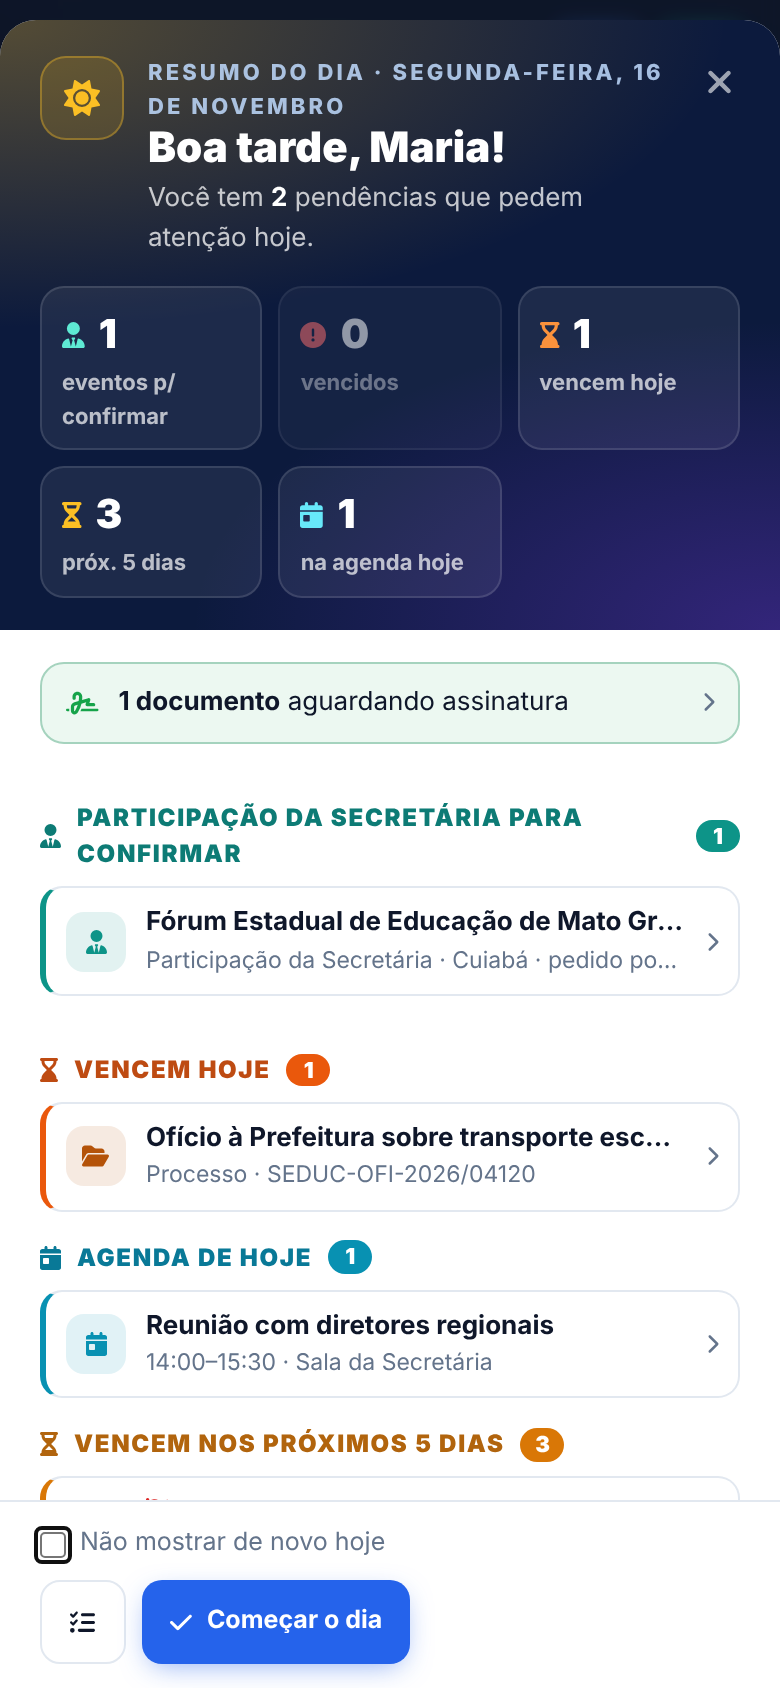 RESUMO DO DIA · SEGUNDA-FEIRA, 16
DE NOVEMBRO
Boa tarde, Maria!
Você tem 2 pendências que pedem
atenção hoje.
1
eventos p/
confirmar
0
vencidos
1
vencem hoje
3
próx. 5 dias
1
na agenda hoje
1 documento aguardando assinatura
PARTICIPAÇÃO DA SECRETÁRIA PARA
CONFIRMAR
1
Fórum Estadual de Educação de Mato Gr...
Participação da Secretária · Cuiabá · pedido po...
VENCEM HOJE 1
Ofício à Prefeitura sobre transporte esc...
Processo · SEDUC-OFI-2026/04120
AGENDA DE HOJE 1
Reunião com diretores regionais
14:00–15:30 · Sala da Secretária
VENCEM NOS PRÓXIMOS 5 DIAS 3
Não mostrar de novo hoje
Começar o dia